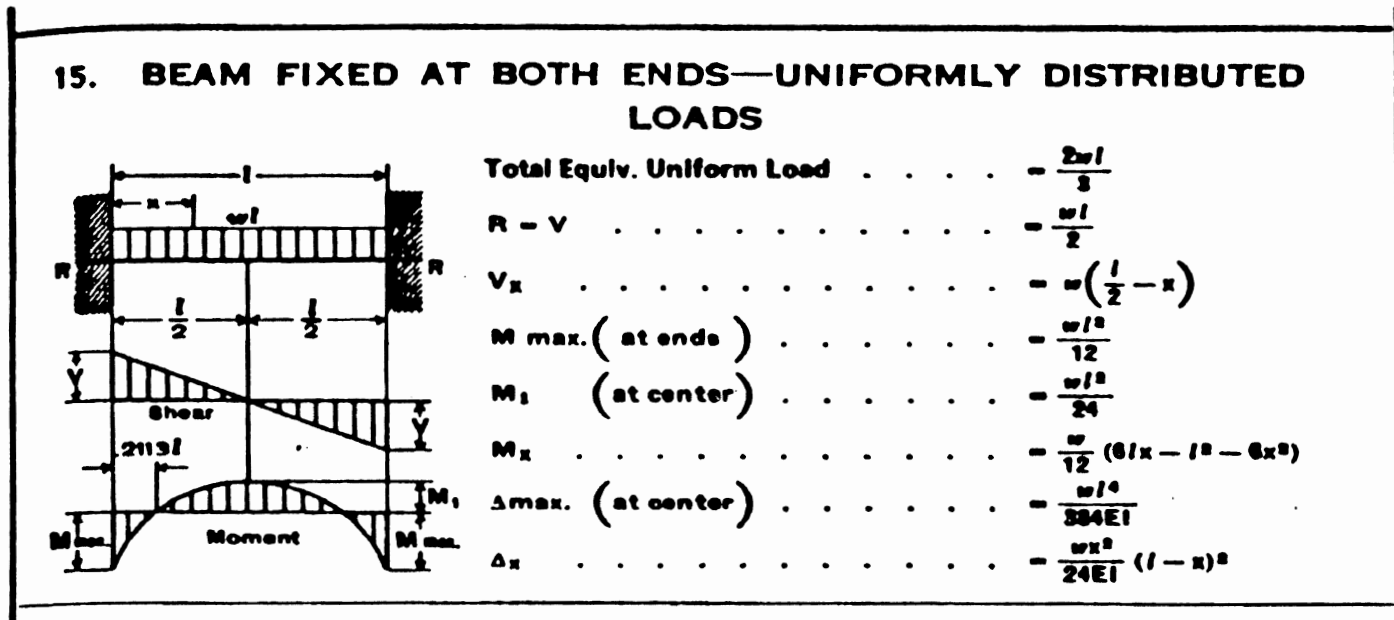 15. BEAM FIXED AT BOTH ENDS—UNIFORMLY DISTRIBUTED
LOADS
Total Equiv. Uniform Load . . . . = 2wl/3
R = V . . . . . . . . . . . = wl/2
Vx . . . . . . . . . . . . = w(l/2 − x)
M max. (at ends) . . . . . . = wl²/12
M₁ (at center) . . . . . . . = wl²/24
Mx . . . . . . . . . . . . = w/12 (6lx − l² − 6x²)
Δmax. (at center) . . . . . . . = wl⁴/384EI
Δx . . . . . . . . . . . . = wx²/24EI (l − x)²
l
x
wl
R R
l/2 l/2
V
Shear
V
.2113l
M₁
M max. Moment M max.